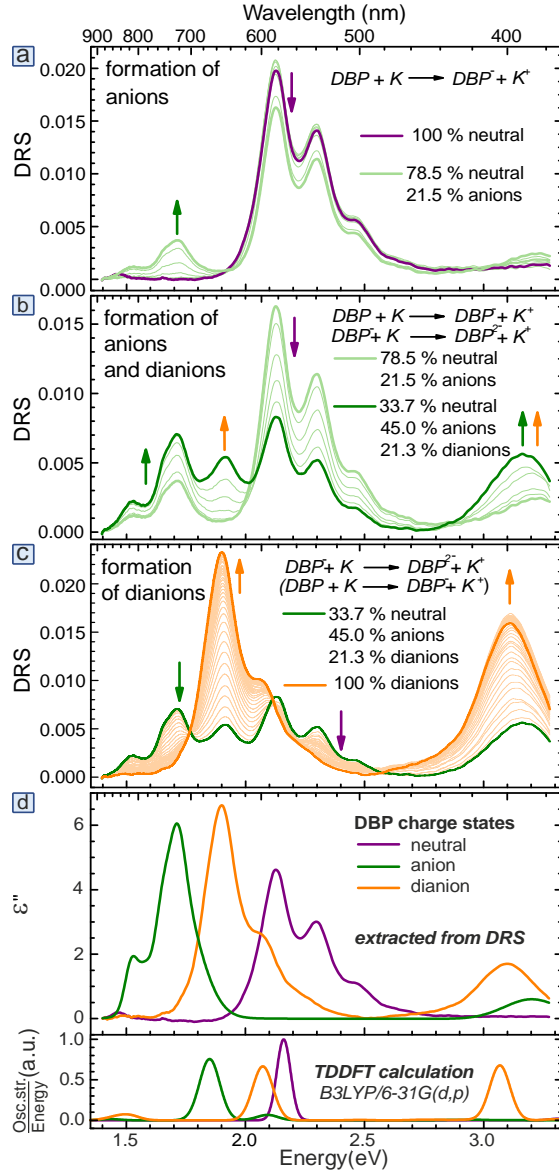 Wavelength (nm)
900 800 700 600 500 400
a
formation of
anions
DBP + K → DBP⁻ + K⁺
100 % neutral
78.5 % neutral
21.5 % anions
DRS
0.020
0.015
0.010
0.005
0.000
b
formation of
anions
and dianions
DBP + K → DBP⁻ + K⁺
DBP⁻ + K → DBP²⁻ + K⁺
78.5 % neutral
21.5 % anions
33.7 % neutral
45.0 % anions
21.3 % dianions
DRS
0.015
0.010
0.005
0.000
c
formation
of dianions
DBP⁻ + K → DBP²⁻ + K⁺
(DBP + K → DBP⁻ + K⁺)
33.7 % neutral
45.0 % anions
21.3 % dianions
100 % dianions
DRS
0.020
0.015
0.010
0.005
0.000
d
DBP charge states
neutral
anion
dianion
extracted from DRS
ε''
6
4
2
0
TDDFT calculation
B3LYP/6-31G(d,p)
Osc.str.
Energy (a.u.)
1.0
0.5
0.0
1.5 2.0 2.5 3.0
Energy(eV)